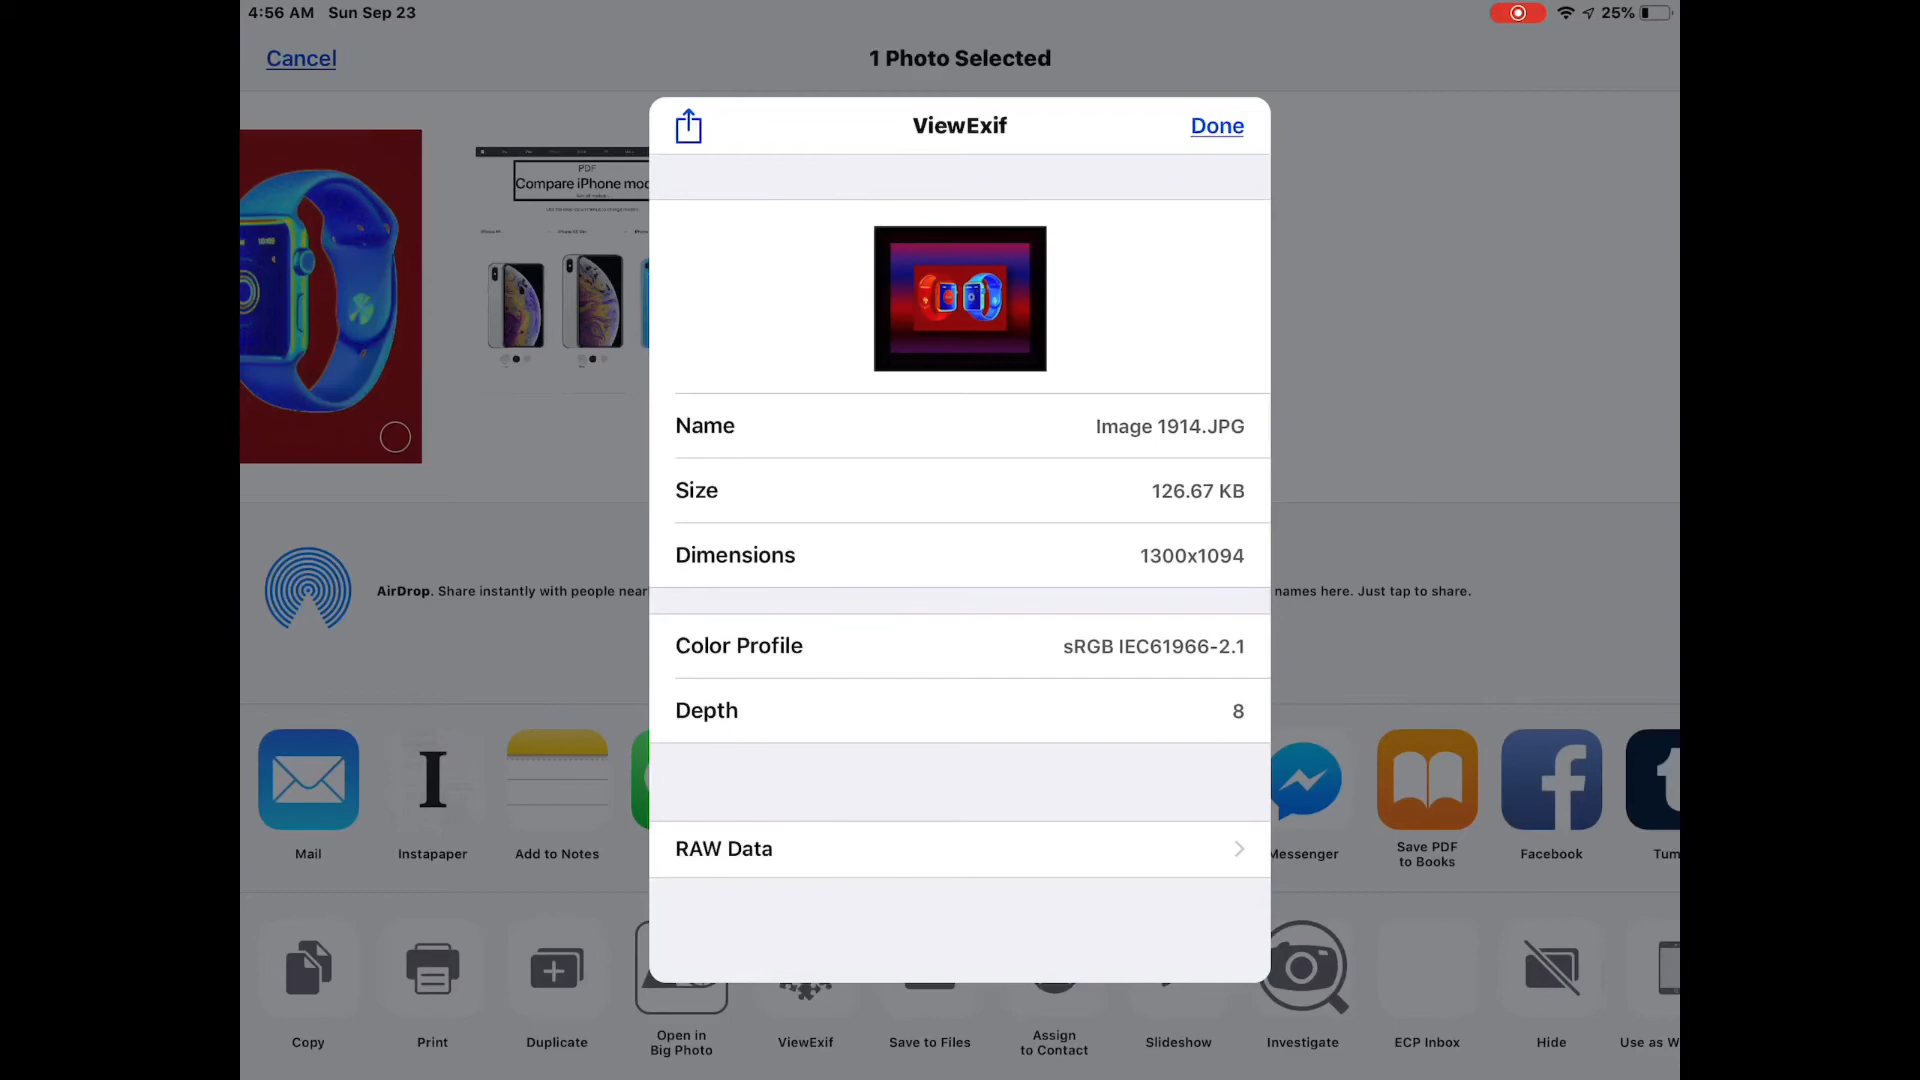 4:56 AM Sun Sep 23
25%
Cancel
1 Photo Selected
ViewExif
Done
PDF
Compare iPhone mod
Name
Image 1914.JPG
Size
126.67 KB
Dimensions
1300x1094
AirDrop. Share instantly with people near
names here. Just tap to share.
Color Profile
sRGB IEC61966-2.1
Depth
8
RAW Data
Mail
Instapaper
Add to Notes
Messenger
Save PDF
to Books
Facebook
Tum
Copy
Print
Duplicate
Open in
Big Photo
ViewExif
Save to Files
Assign
to Contact
Slideshow
Investigate
ECP Inbox
Hide
Use as W